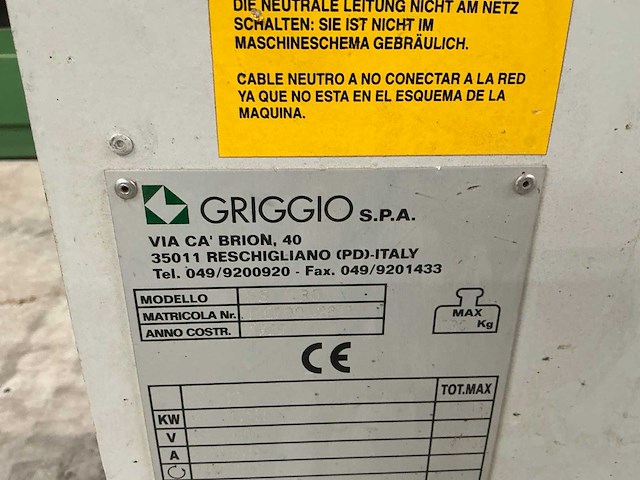 DIE NEUTRALE LEITUNG NICHT AM NETZ
SCHALTEN: SIE IST NICHT IM
MASCHINESCHEMA GEBRÄULICH.
CABLE NEUTRO A NO CONECTAR A LA RED
YA QUE NO ESTA EN EL ESQUEMA DE LA
MAQUINA.
GRIGGIO S.P.A.
VIA CA' BRION, 40
35011 RESCHIGLIANO (PD)-ITALY
Tel. 049/9200920 - Fax. 049/9201433
MODELLO
MATRICOLA Nr.
ANNO COSTR.
MAX
Kg
CE
TOT.MAX
KW
V
A